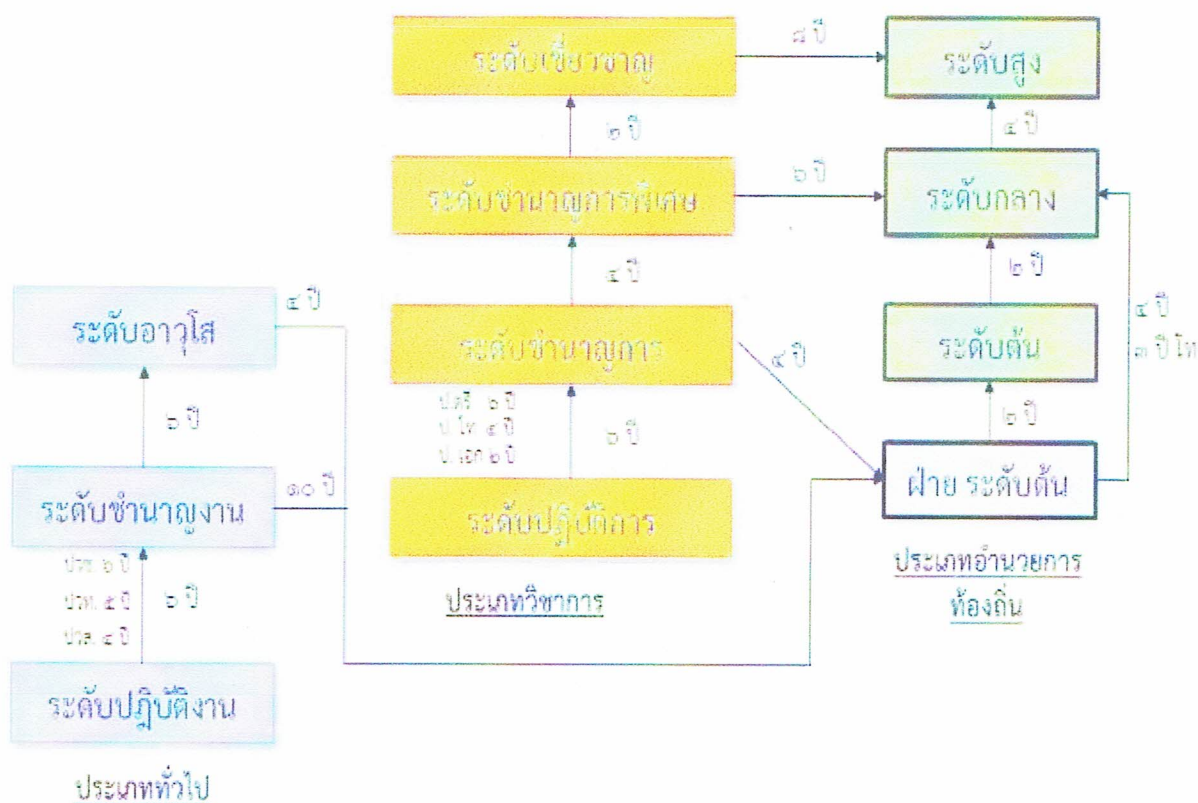 ระดับเชี่ยวชาญ
๘ ปี
ระดับสูง
๒ ปี
๔ ปี
ระดับชำนาญการพิเศษ
๖ ปี
ระดับกลาง
๔ ปี
๒ ปี
ระดับอาวุโส
๔ ปี
ระดับชำนาญการ
๔ ปี
ระดับต้น
๔ ปี
๓ ปี โท
๖ ปี
ป.ตรี ๖ ปี
ป.โท ๔ ปี
ป.เอก ๒ ปี
๖ ปี
๒ ปี
ระดับชำนาญงาน
๑๐ ปี
ระดับปฏิบัติการ
ฝ่าย ระดับต้น
ปวช. ๖ ปี
ปวท. ๕ ปี
ปวส. ๔ ปี
๖ ปี
ประเภทวิชาการ
ประเภทอำนวยการ
ท้องถิ่น
ระดับปฏิบัติงาน
ประเภททั่วไป